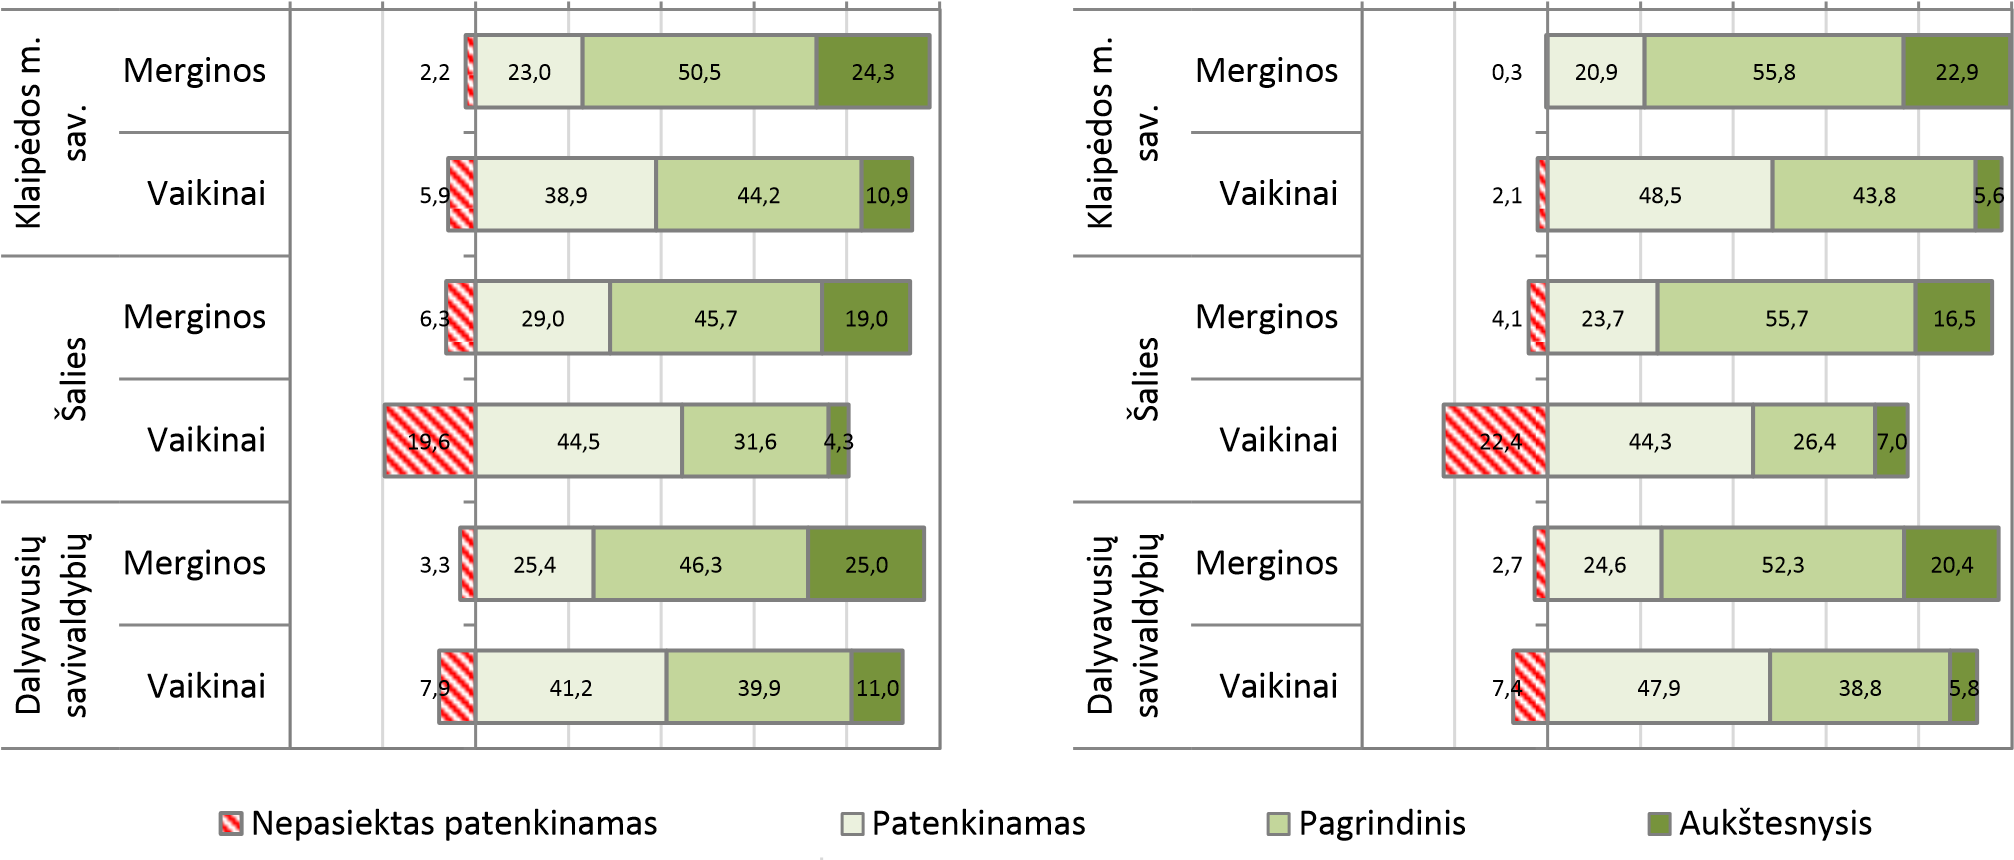 Klaipėdos m.
sav.
Merginos
2,2
23,0
50,5
24,3
Vaikinai
5,9
38,9
44,2
10,9
Šalies
Merginos
6,3
29,0
45,7
19,0
Vaikinai
19,6
44,5
31,6
4,3
Dalyvavusių
savivaldybių
Merginos
3,3
25,4
46,3
25,0
Vaikinai
7,9
41,2
39,9
11,0
Klaipėdos m.
sav.
Merginos
0,3
20,9
55,8
22,9
Vaikinai
2,1
48,5
43,8
5,6
Šalies
Merginos
4,1
23,7
55,7
16,5
Vaikinai
22,4
44,3
26,4
7,0
Dalyvavusių
savivaldybių
Merginos
2,7
24,6
52,3
20,4
Vaikinai
7,4
47,9
38,8
5,8
Nepasiektas patenkinamas
Patenkinamas
Pagrindinis
Aukštesnysis